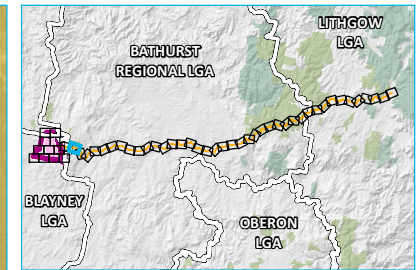 LITHGOW
LGA
BATHURST
REGIONAL LGA
BLAYNEY
LGA
OBERON
LGA